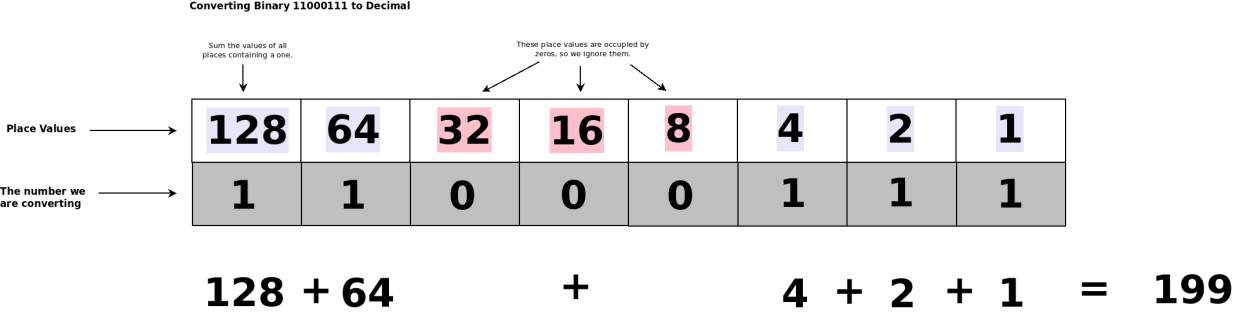 Converting Binary 11000111 to Decimal
Sum the values of all
places containing a one.
These place values are occupied by
zeros, so we ignore them.
Place Values
128 64 32 16 8 4 2 1
The number we
are converting
1 1 0 0 0 1 1 1
128 + 64 + 4 + 2 + 1 = 199